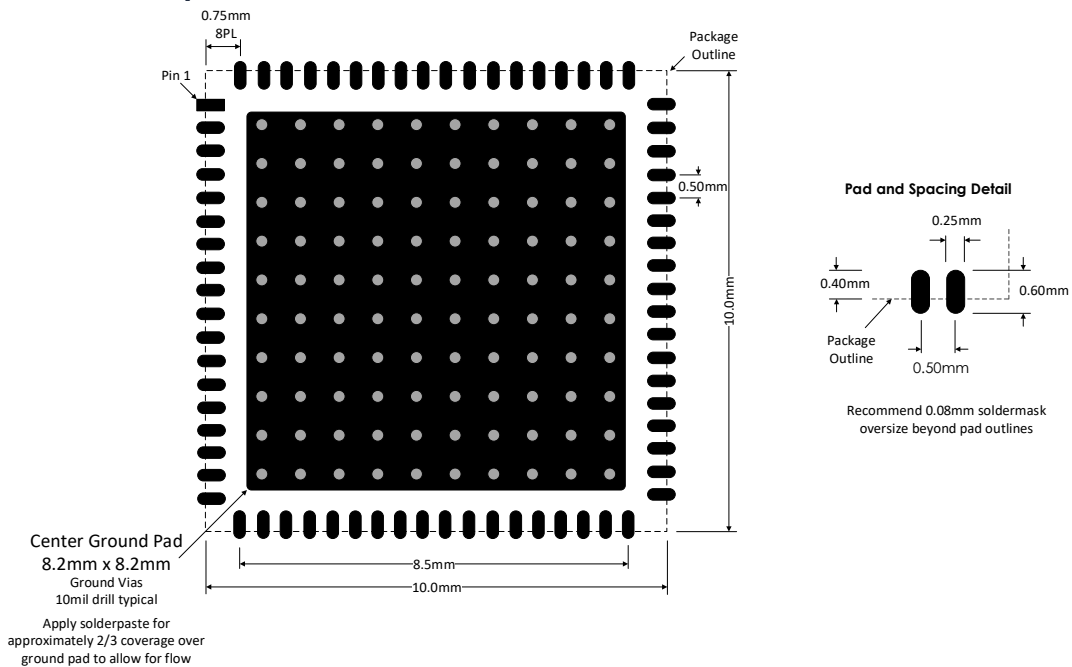 0.75mm
8PL
Package
Outline
Pin 1
0.50mm
10.0mm
8.5mm
10.0mm
Center Ground Pad
8.2mm x 8.2mm
Ground Vias
10mil drill typical
Apply solderpaste for
approximately 2/3 coverage over
ground pad to allow for flow
Pad and Spacing Detail
0.25mm
0.40mm
0.60mm
Package
Outline
0.50mm
Recommend 0.08mm soldermask
oversize beyond pad outlines